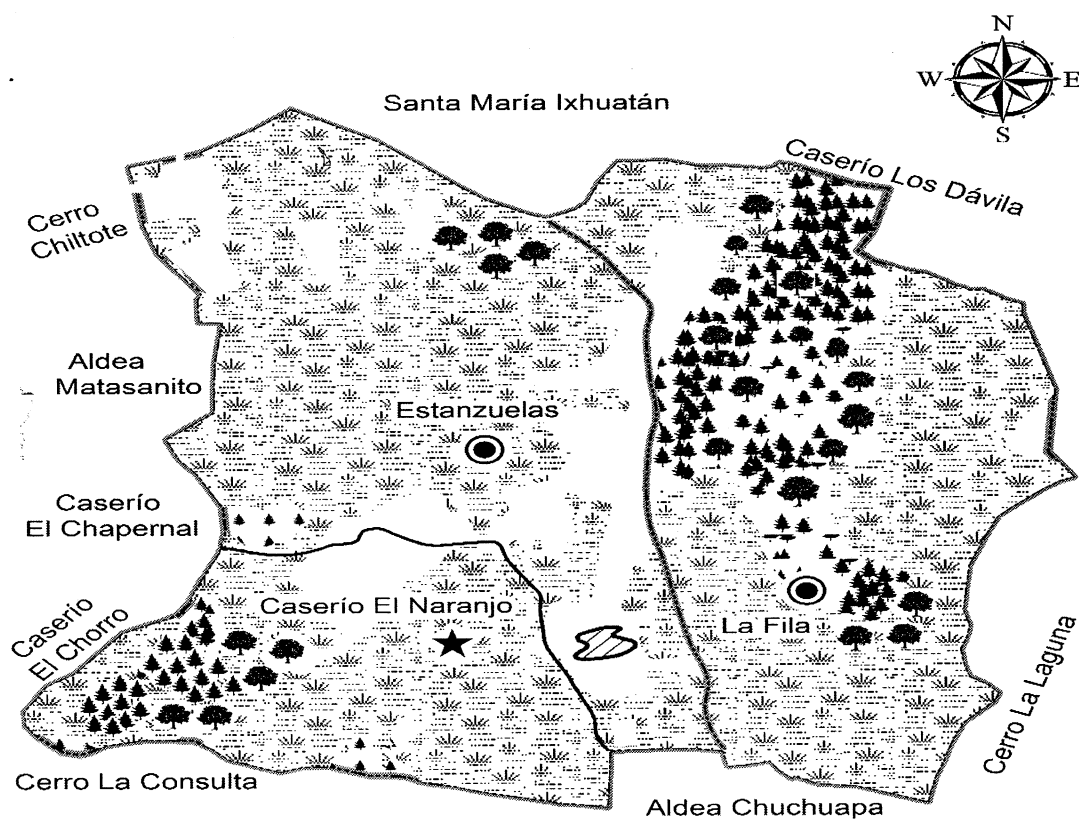 N
W E
S
Santa María Ixhuatán
Caserío Los Dávila
Cerro
Chiltote
Aldea
Matasanito
Estanzuelas
Caserío
El Chapernal
Caserío
El Chorro
Caserío El Naranjo
La Fila
Cerro La Laguna
Cerro La Consulta
Aldea Chuchuapa